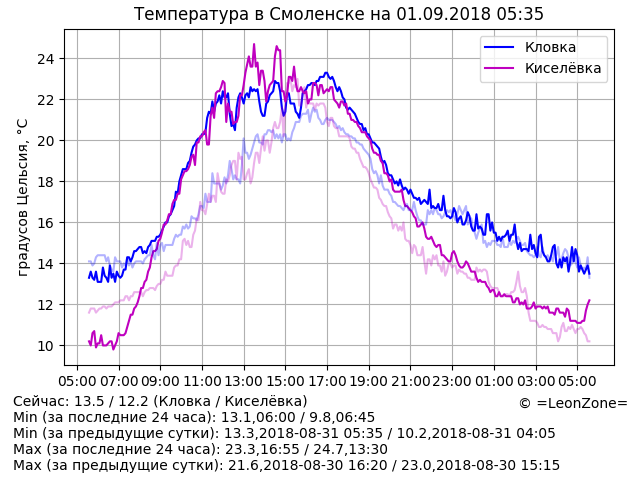 Температура в Смоленске на 01.09.2018 05:35
Кловка
Киселёвка
градусов Цельсия, °C
24
22
20
18
16
14
12
10
05:00 07:00 09:00 11:00 13:00 15:00 17:00 19:00 21:00 23:00 01:00 03:00 05:00
Сейчас: 13.5 / 12.2 (Кловка / Киселёвка)
© =LeonZone=
Min (за последние 24 часа): 13.1,06:00 / 9.8,06:45
Min (за предыдущие сутки): 13.3,2018-08-31 05:35 / 10.2,2018-08-31 04:05
Max (за последние 24 часа): 23.3,16:55 / 24.7,13:30
Max (за предыдущие сутки): 21.6,2018-08-30 16:20 / 23.0,2018-08-30 15:15